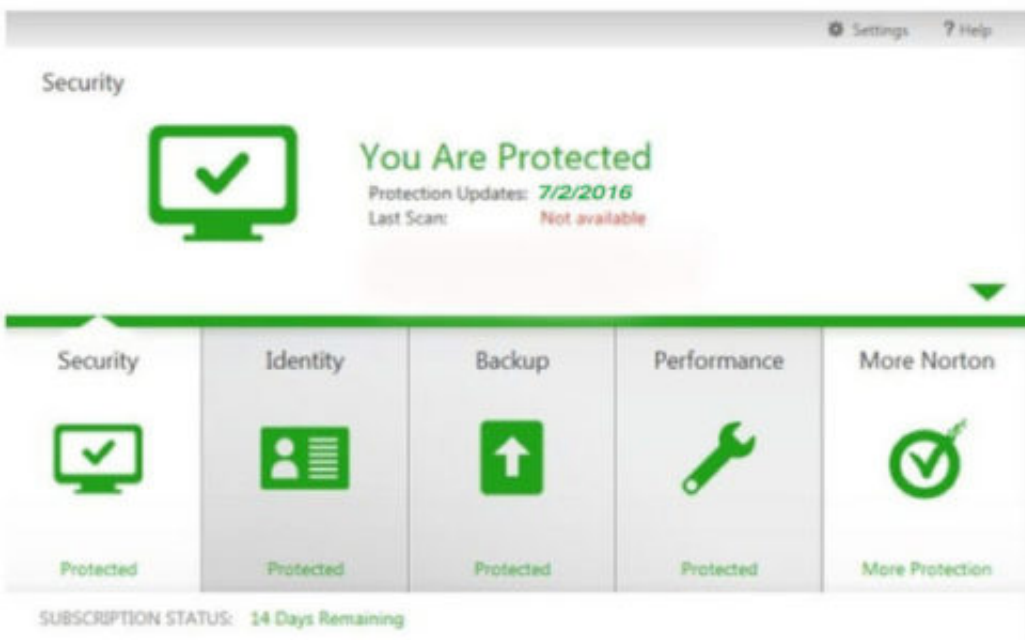 Settings ? Help
Security
You Are Protected
Protection Updates: 7/2/2016
Last Scan: Not available
Security Identity Backup Performance More Norton
Protected Protected Protected Protected More Protection
SUBSCRIPTION STATUS: 14 Days Remaining